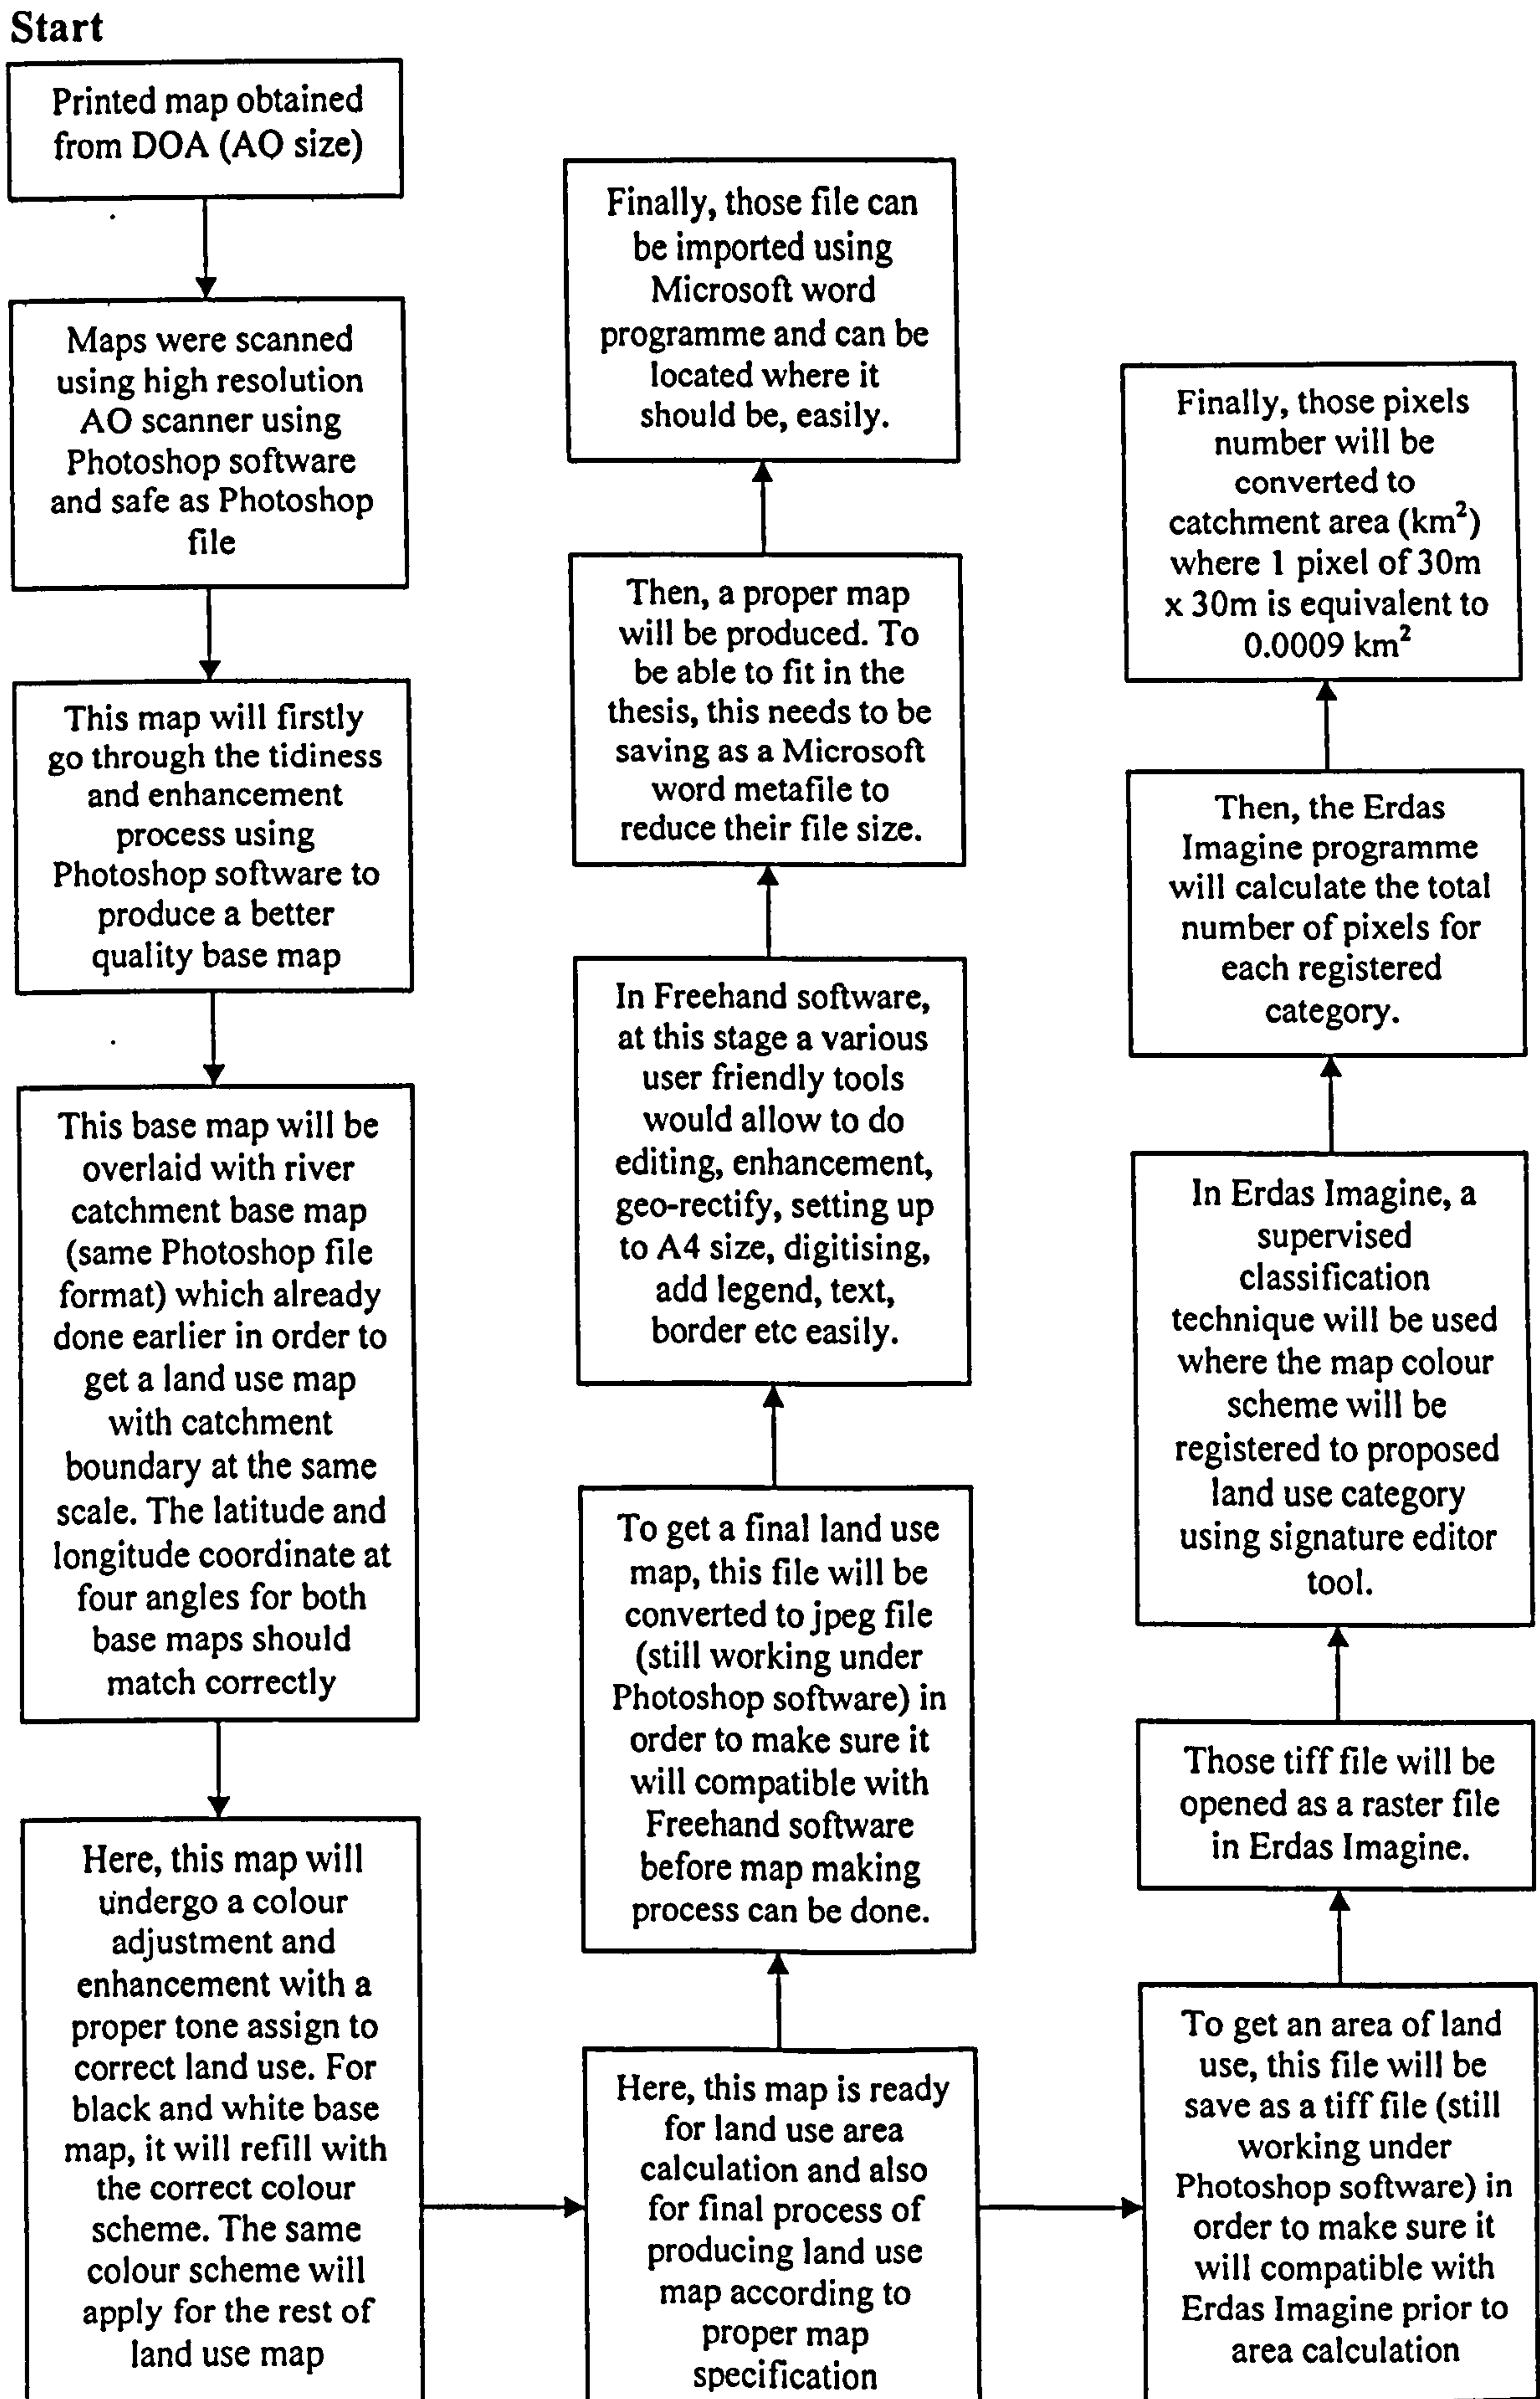 Start
Printed map obtained
from DOA (AO size)
Maps were scanned
using high resolution
AO scanner using
Photoshop software
and safe as Photoshop
file
This map will firstly
go through the tidiness
and enhancement
process using
Photoshop software to
produce a better
quality base map
This base map will be
overlaid with river
catchment base map
(same Photoshop file
format) which already
done earlier in order to
get a land use map
with catchment
boundary at the same
scale. The latitude and
longitude coordinate at
four angles for both
base maps should
match correctly
Here, this map will
undergo a colour
adjustment and
enhancement with a
proper tone assign to
correct land use. For
black and white base
map, it will refill with
the correct colour
scheme. The same
colour scheme will
apply for the rest of
land use map
Here, this map is ready
for land use area
calculation and also
for final process of
producing land use
map according to
proper map
specification
To get a final land use
map, this file will be
converted to jpeg file
(still working under
Photoshop software) in
order to make sure it
will compatible with
Freehand software
before map making
process can be done.
In Freehand software,
at this stage a various
user friendly tools
would allow to do
editing, enhancement,
geo-rectify, setting up
to A4 size, digitising,
add legend, text,
border etc easily.
Then, a proper map
will be produced. To
be able to fit in the
thesis, this needs to be
saving as a Microsoft
word metafile to
reduce their file size.
Finally, those file can
be imported using
Microsoft word
programme and can be
located where it
should be, easily.
To get an area of land
use, this file will be
save as a tiff file (still
working under
Photoshop software) in
order to make sure it
will compatible with
Erdas Imagine prior to
area calculation
Those tiff file will be
opened as a raster file
in Erdas Imagine.
In Erdas Imagine, a
supervised
classification
technique will be used
where the map colour
scheme will be
registered to proposed
land use category
using signature editor
tool.
Then, the Erdas
Imagine programme
will calculate the total
number of pixels for
each registered
category.
Finally, those pixels
number will be
converted to
catchment area (km²)
where 1 pixel of 30m
x 30m is equivalent to
0.0009 km²